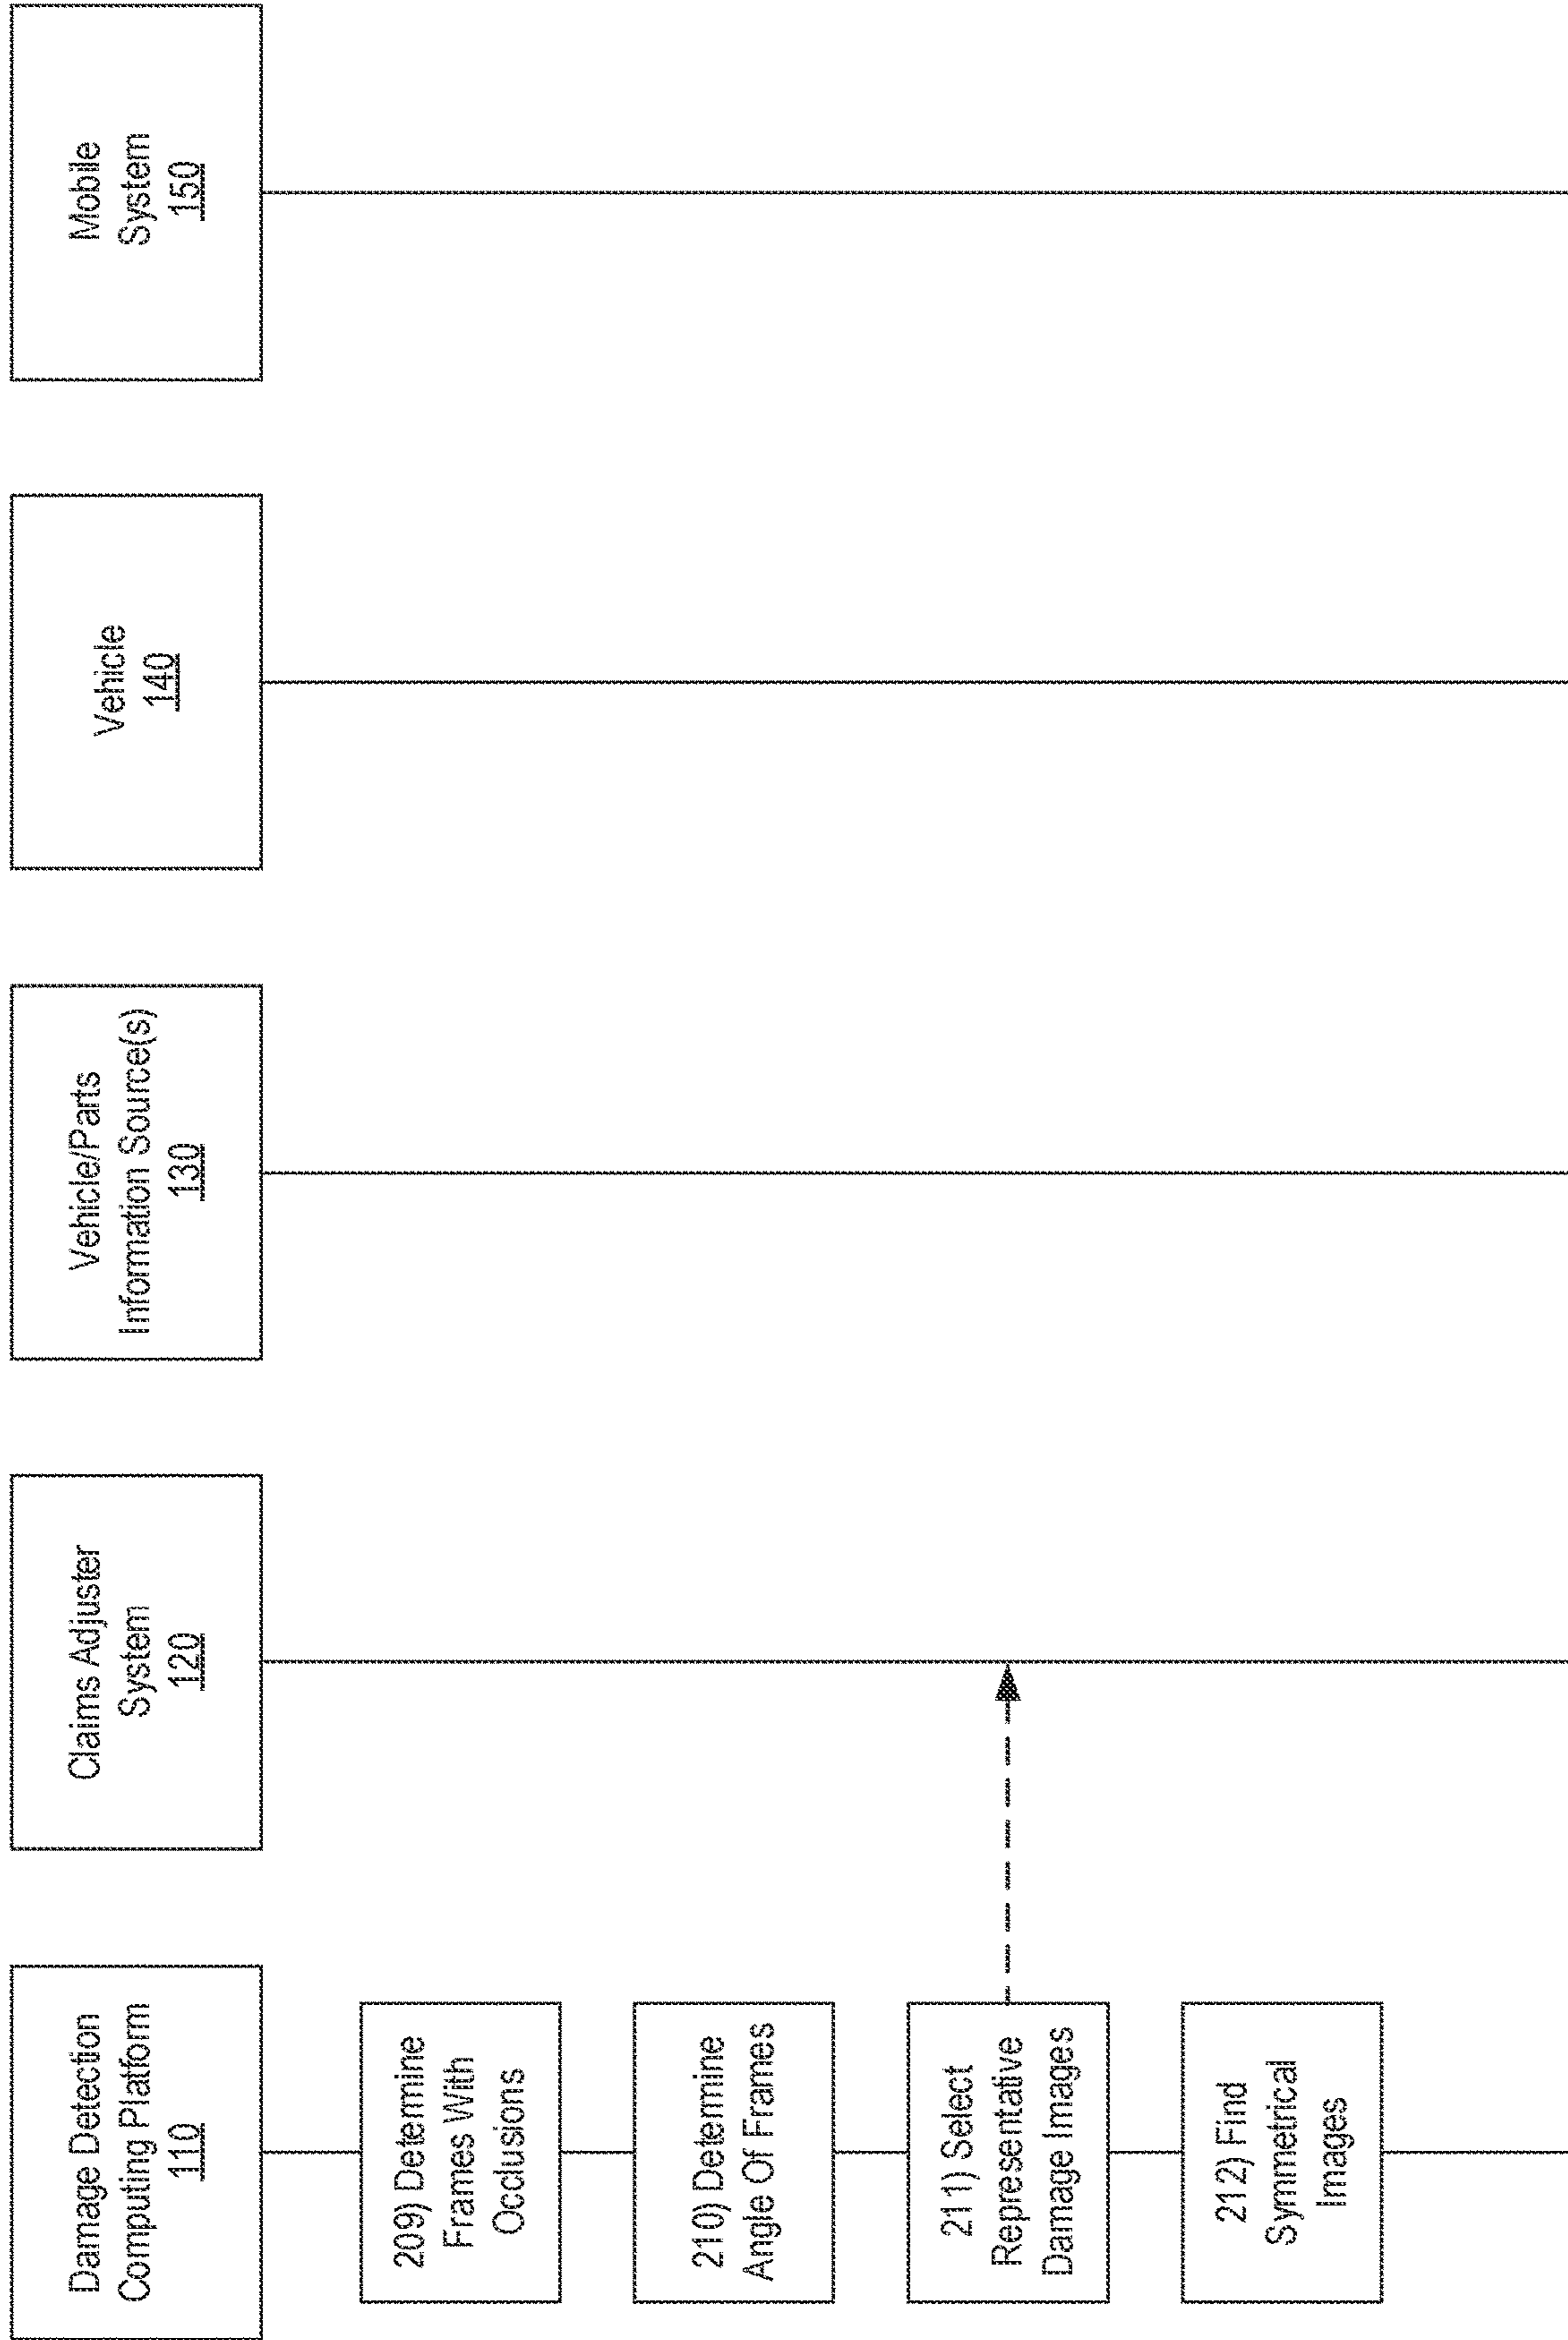 Damage Detection
Computing Platform
110
Claims Adjuster
System
120
Vehicle/Parts
Information Source(s)
130
Vehicle
140
Mobile
System
150
209) Determine
Frames With
Occlusions
210) Determine
Angle Of Frames
211) Select
Representative
Damage Images
212) Find
Symmetrical
Images